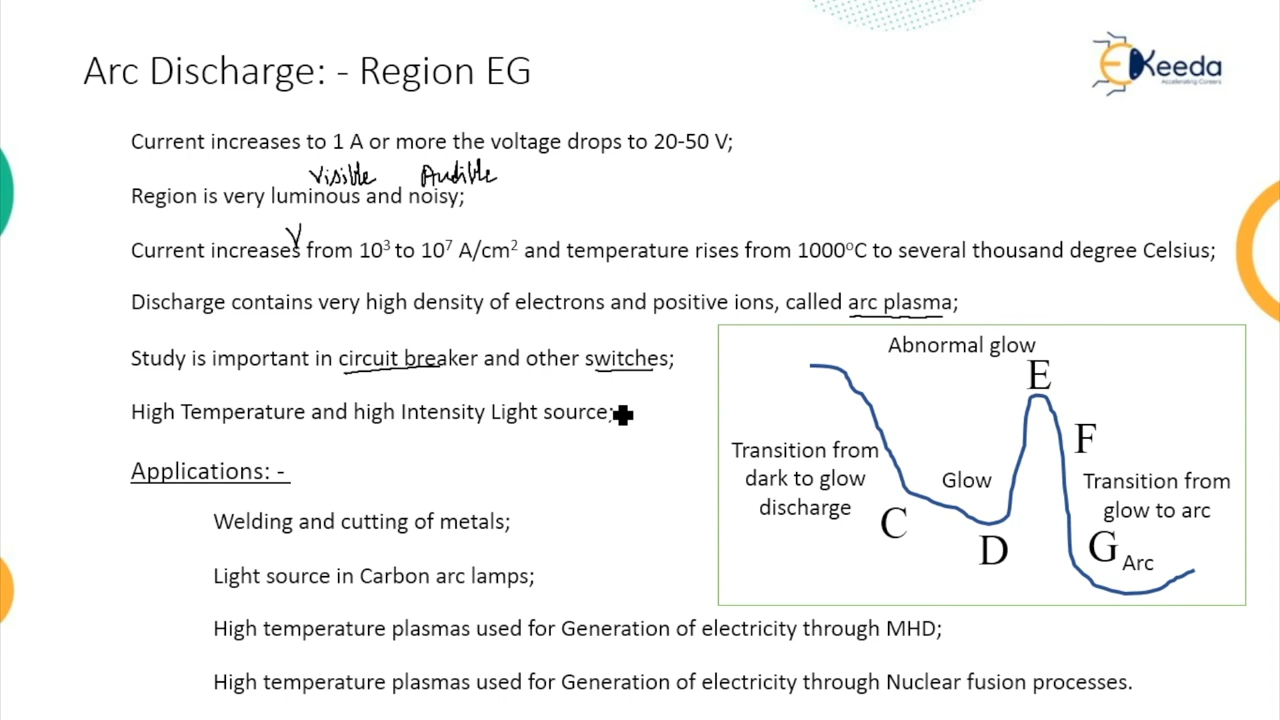 Arc Discharge: - Region EG
EKeeda
Accelerating Careers
Current increases to 1 A or more the voltage drops to 20-50 V;
Visible Audible
Region is very luminous and noisy;
Current increases from 10³ to 10⁷ A/cm² and temperature rises from 1000°C to several thousand degree Celsius;
Discharge contains very high density of electrons and positive ions, called arc plasma;
Study is important in circuit breaker and other switches;
High Temperature and high Intensity Light source;
Applications: -
Welding and cutting of metals;
Light source in Carbon arc lamps;
High temperature plasmas used for Generation of electricity through MHD;
High temperature plasmas used for Generation of electricity through Nuclear fusion processes.
Abnormal glow
E
F
Transition from
dark to glow
discharge
Glow
Transition from
glow to arc
C
D
G
Arc